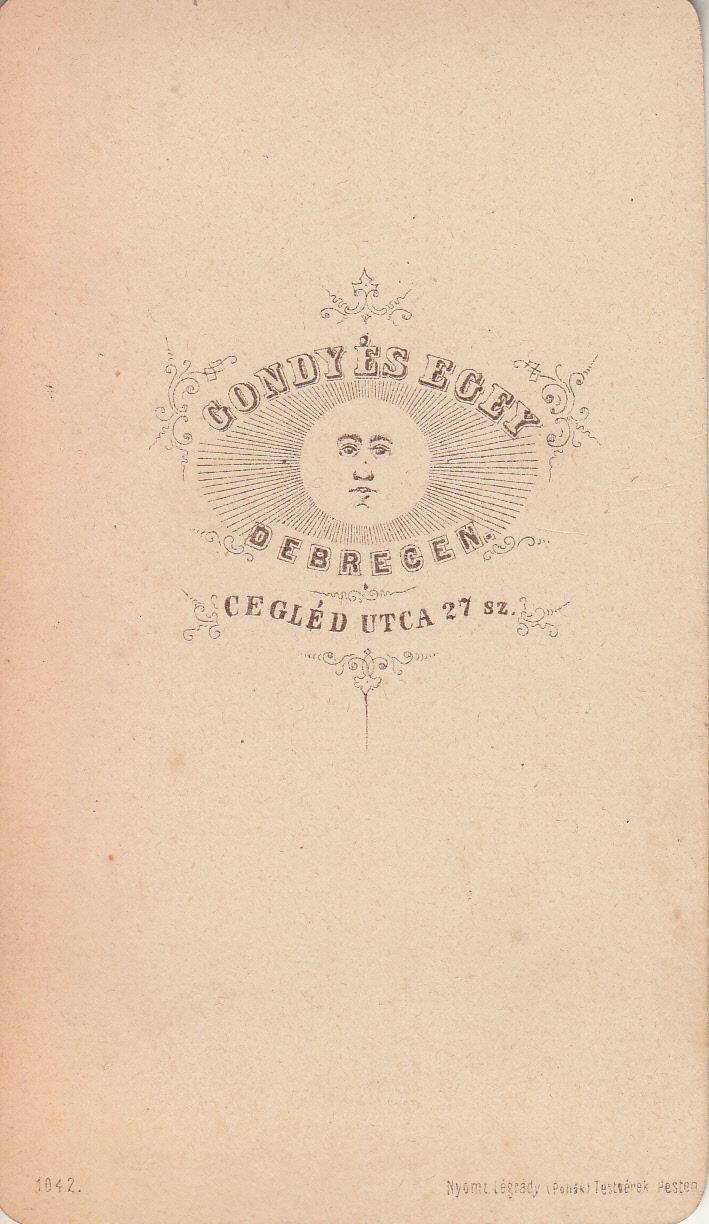 GONDY ÉS EGEY
DEBRECEN.
CEGLÉD UTCA 27 sz.
1042.
Nyomt. Légrády (Pollák) Testvérek Pesten